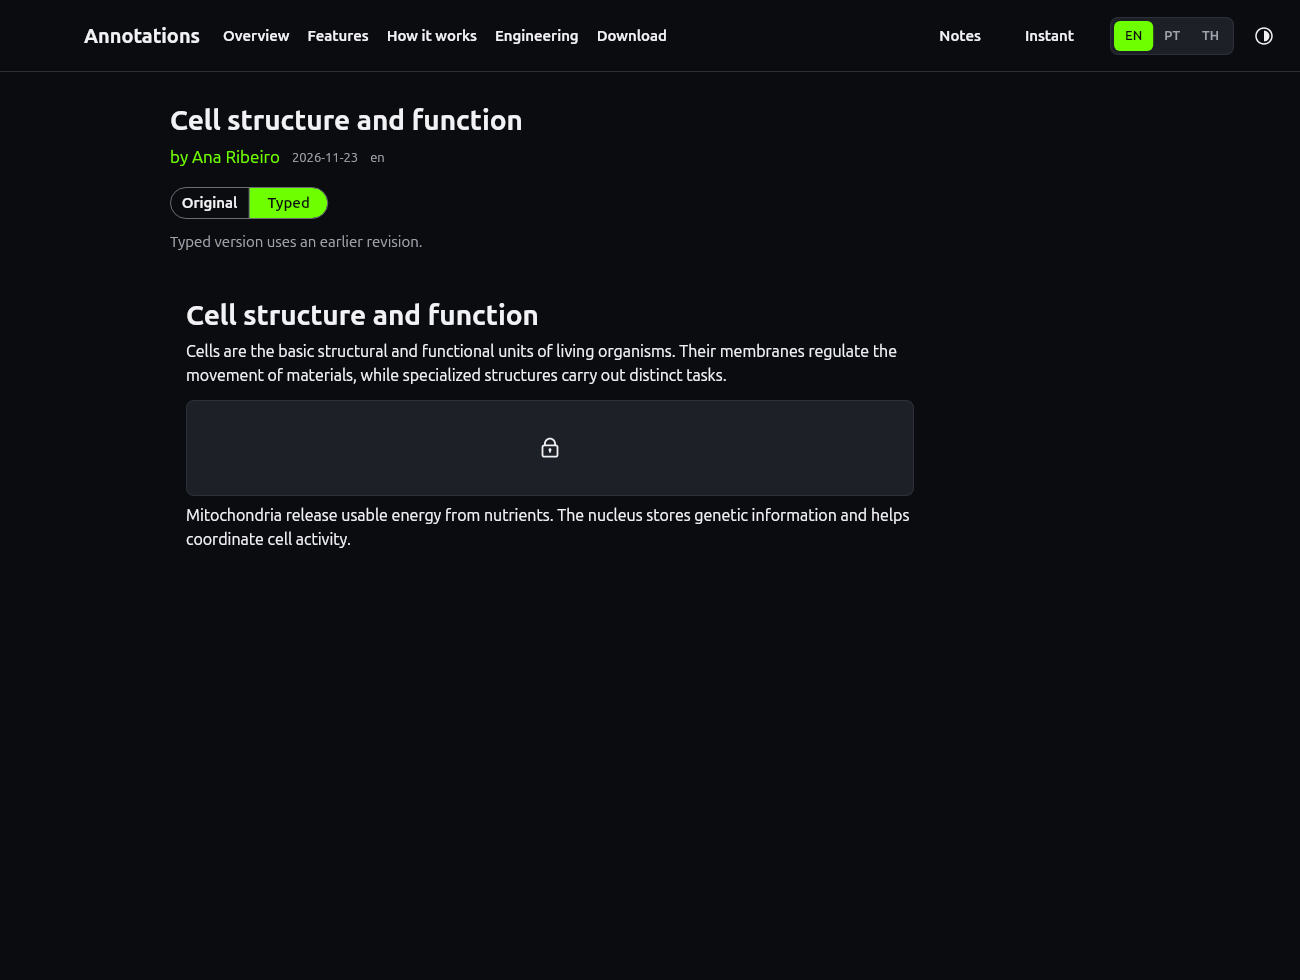 Annotations Overview Features How it works Engineering Download Notes Instant EN PT TH
Cell structure and function
by Ana Ribeiro 2026-11-23 en
Original Typed
Typed version uses an earlier revision.
Cell structure and function
Cells are the basic structural and functional units of living organisms. Their membranes regulate the
movement of materials, while specialized structures carry out distinct tasks.
Mitochondria release usable energy from nutrients. The nucleus stores genetic information and helps
coordinate cell activity.